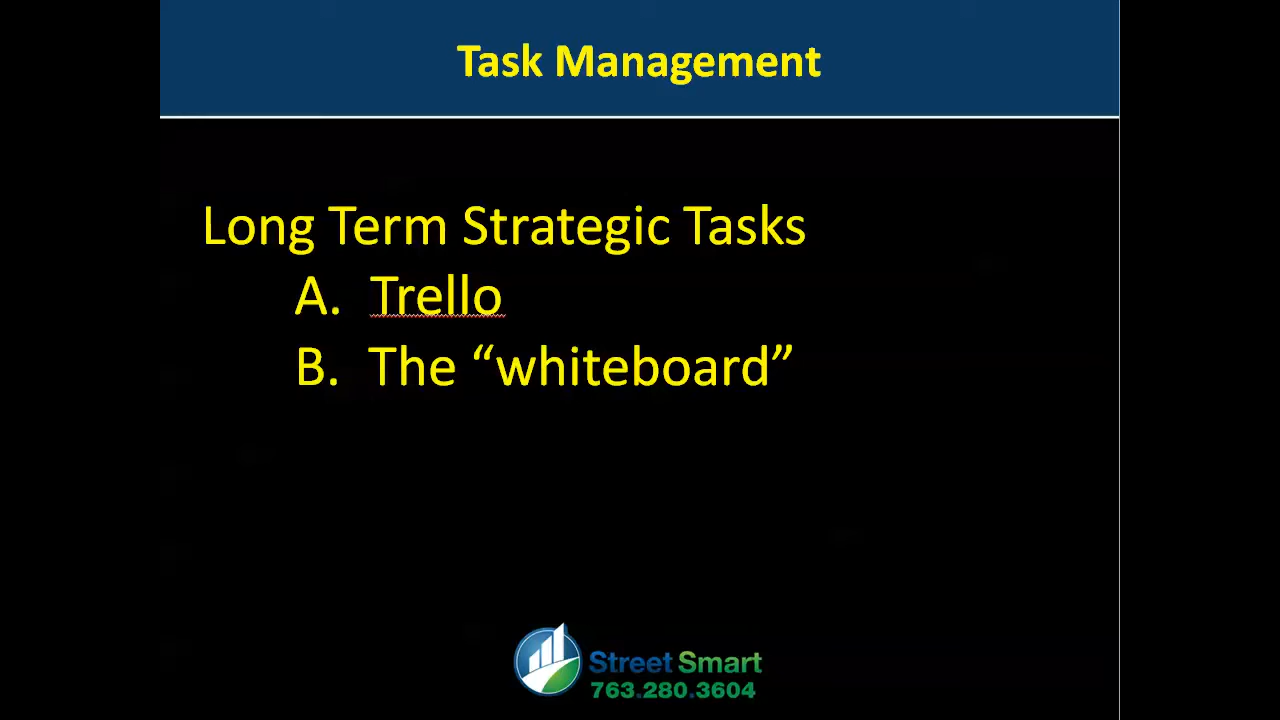 Task Management
Long Term Strategic Tasks
A. Trello
B. The “whiteboard”
Street Smart
763.280.3604